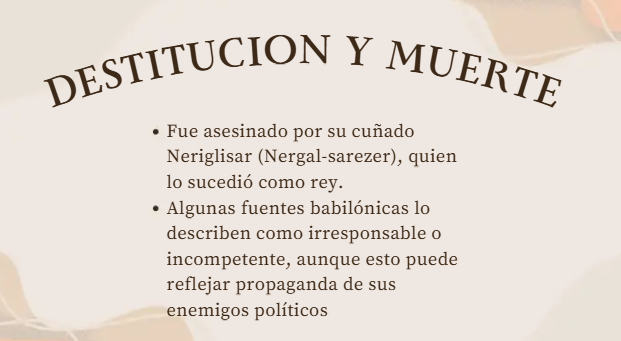 DESTITUCION Y MUERTE
• Fue asesinado por su cuñado
Neriglisar (Nergal-sarezer), quien
lo sucedió como rey.
• Algunas fuentes babilónicas lo
describen como irresponsable o
incompetente, aunque esto puede
reflejar propaganda de sus
enemigos políticos